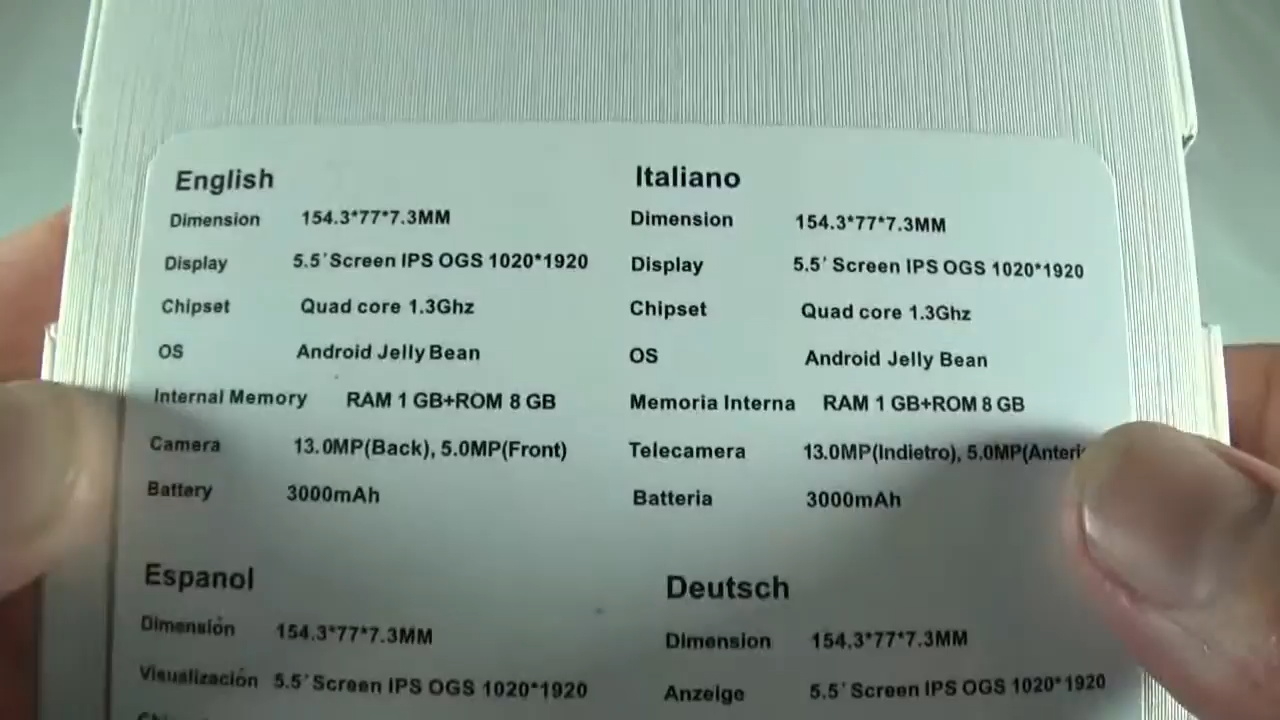 English
Dimension 154.3*77*7.3MM
Display 5.5' Screen IPS OGS 1020*1920
Chipset Quad core 1.3Ghz
OS Android Jelly Bean
Internal Memory RAM 1 GB+ROM 8 GB
Camera 13.0MP(Back), 5.0MP(Front)
Battery 3000mAh
Italiano
Dimension 154.3*77*7.3MM
Display 5.5' Screen IPS OGS 1020*1920
Chipset Quad core 1.3Ghz
OS Android Jelly Bean
Memoria Interna RAM 1 GB+ROM 8 GB
Telecamera 13.0MP(Indietro), 5.0MP(Anteri
Batteria 3000mAh
Espanol
Dimensión 154.3*77*7.3MM
Visualización 5.5' Screen IPS OGS 1020*1920
Deutsch
Dimension 154.3*77*7.3MM
Anzeige 5.5' Screen IPS OGS 1020*1920